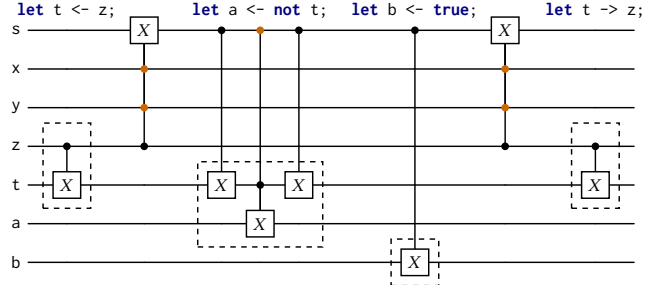 let t <- z; let a <- not t; let b <- true; let t -> z;
s X X
x
y
z
t X X X X
a X
b X